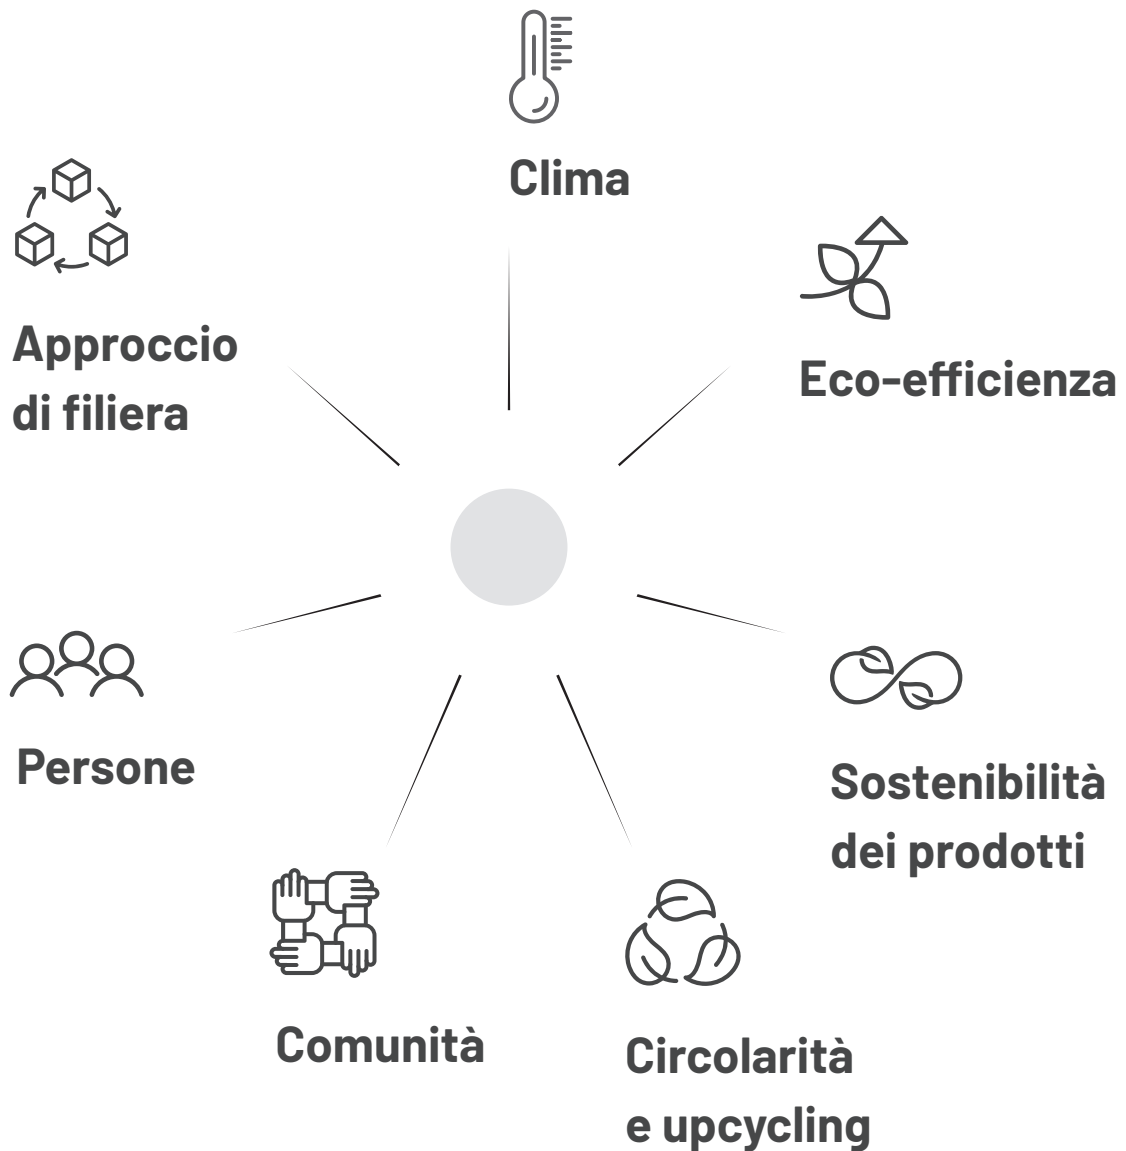 Clima
Eco-efficienza
Approccio
di filiera
Persone
Sostenibilità
dei prodotti
Comunità
Circolarità
e upcycling